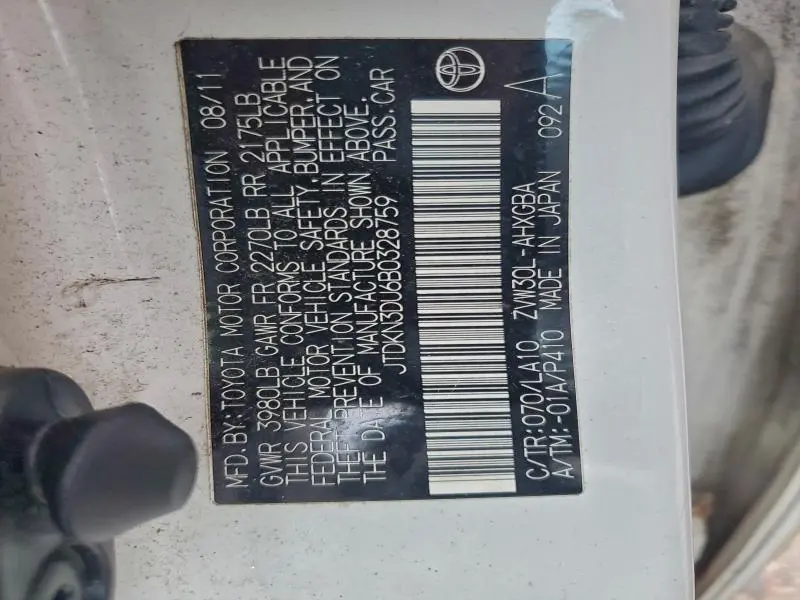 MFD. BY: TOYOTA MOTOR CORPORATION 08/11
GVWR 3980LB GAWR FR 2270LB RR 2175LB
THIS VEHICLE CONFORMS TO ALL APPLICABLE
FEDERAL MOTOR VEHICLE SAFETY, BUMPER, AND
THEFT PREVENTION STANDARDS IN EFFECT ON
THE DATE OF MANUFACTURE SHOWN ABOVE.
JTDKN3DU6B0328759 PASS. CAR
C/TR:070/LA10 ZVW30L-AHXGBA
A/TM:-01A/P410 MADE IN JAPAN 092 A